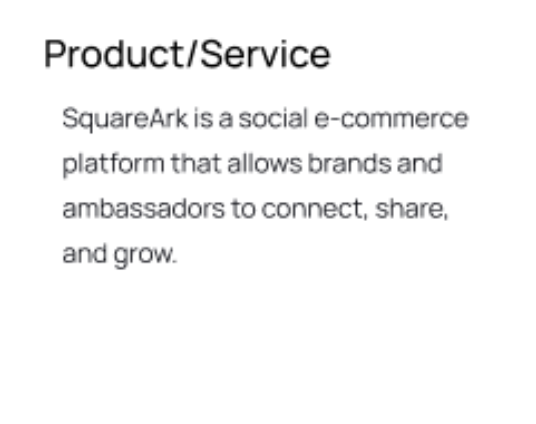 Product/Service
SquareArk is a social e-commerce
platform that allows brands and
ambassadors to connect, share,
and grow.